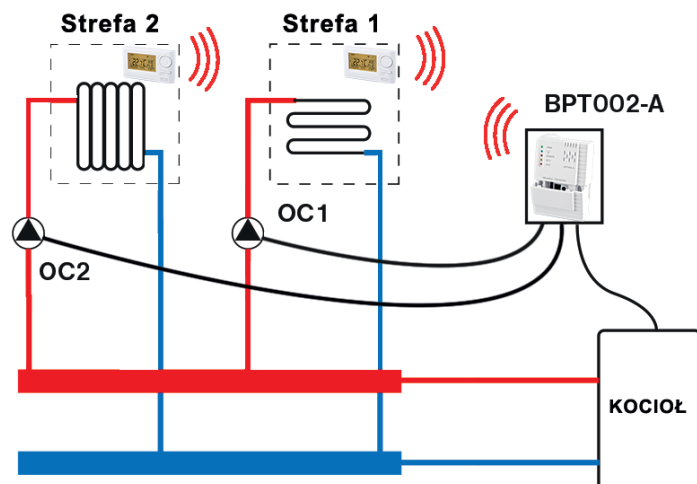 Strefa 2
Strefa 1
BPT002-A
OC1
OC2
KOCIOŁ